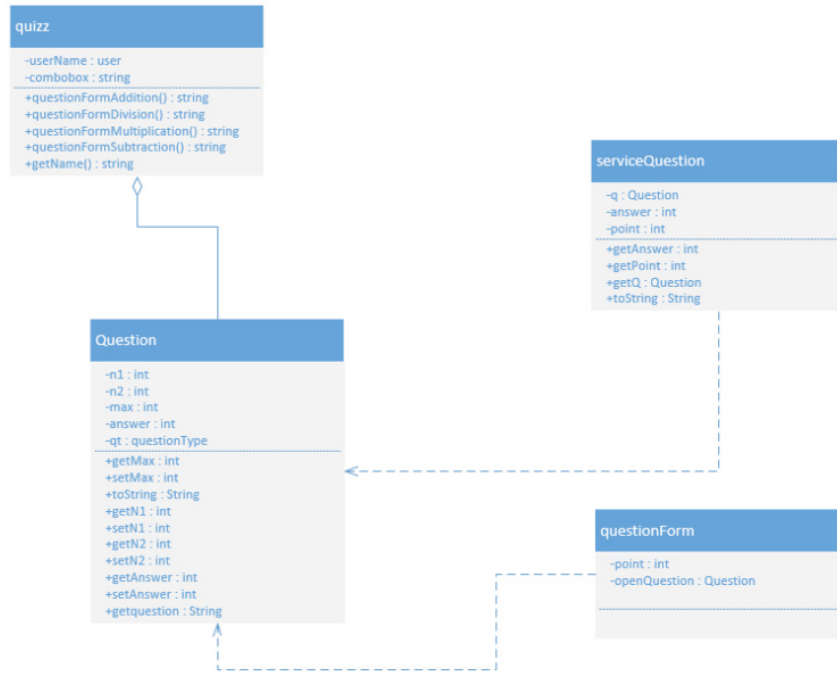 quizz
-userName : user
-combobox : string
+questionFormAddition() : string
+questionFormDivision() : string
+questionFormMultiplication() : string
+questionFormSubtraction() : string
+getName() : string
serviceQuestion
-q : Question
-answer : int
-point : int
+getAnswer : int
+getPoint : int
+getQ : Question
+toString : String
Question
-n1 : int
-n2 : int
-max : int
-answer : int
-qt : questionType
+getMax : int
+setMax : int
+toString : String
+getN1 : int
+setN1 : int
+getN2 : int
+setN2 : int
+getAnswer : int
+setAnswer : int
+getquestion : String
questionForm
-point : int
-openQuestion : Question